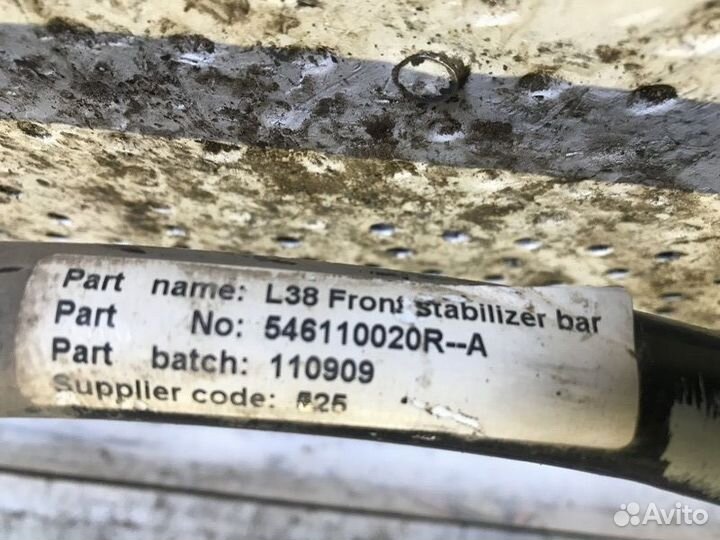 Part name: L38 Front stabilizer bar
Part No: 546110020R--A
Part batch: 110909
Supplier code:
Avito